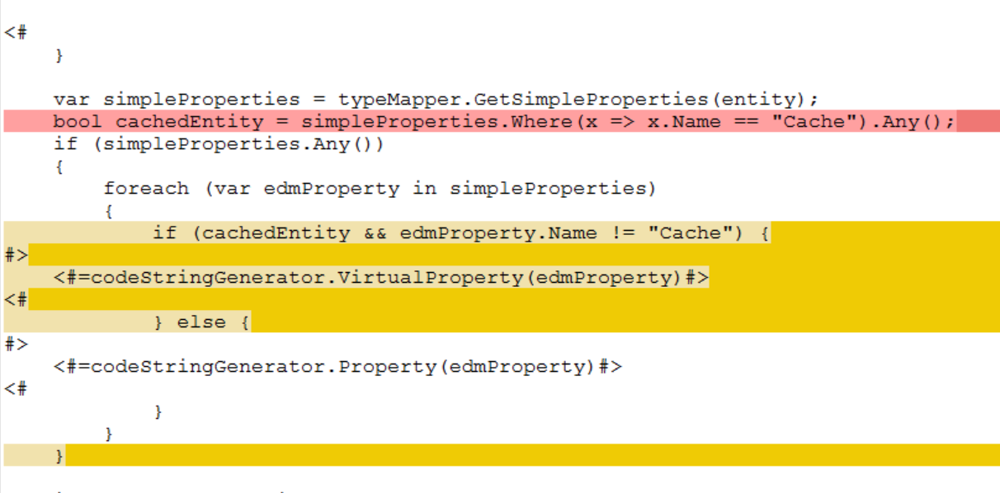 <#
    }
    var simpleProperties = typeMapper.GetSimpleProperties(entity);
    bool cachedEntity = simpleProperties.Where(x => x.Name == "Cache").Any();
    if (simpleProperties.Any())
    {
        foreach (var edmProperty in simpleProperties)
        {
            if (cachedEntity && edmProperty.Name != "Cache") {
#>
    <#=codeStringGenerator.VirtualProperty(edmProperty)#>
<#
            } else {
#>
    <#=codeStringGenerator.Property(edmProperty)#>
<#
            }
        }
    }